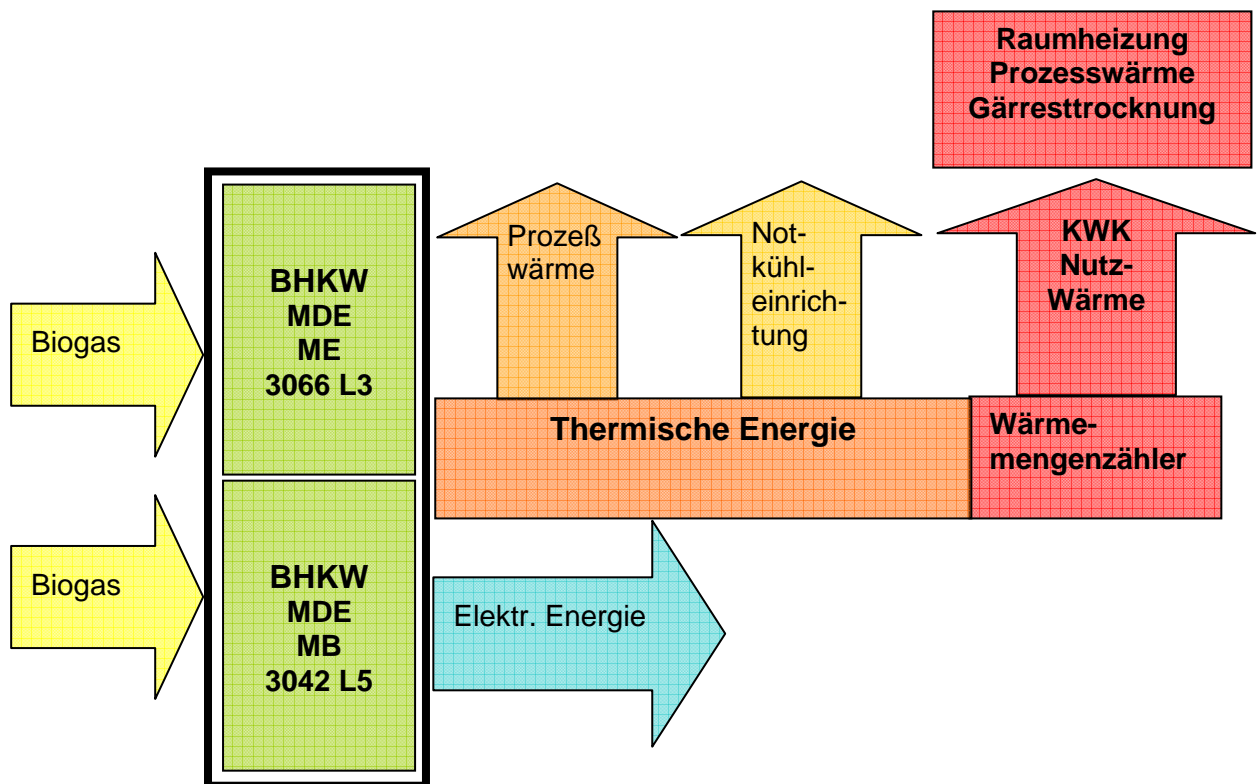 Raumheizung
Prozesswärme
Gärresttrocknung
Biogas
BHKW
MDE
ME
3066 L3
Prozeß
wärme
Not-
kühl-
einrich-
tung
KWK
Nutz-
Wärme
Thermische Energie
Wärme-
mengenzähler
Biogas
BHKW
MDE
MB
3042 L5
Elektr. Energie